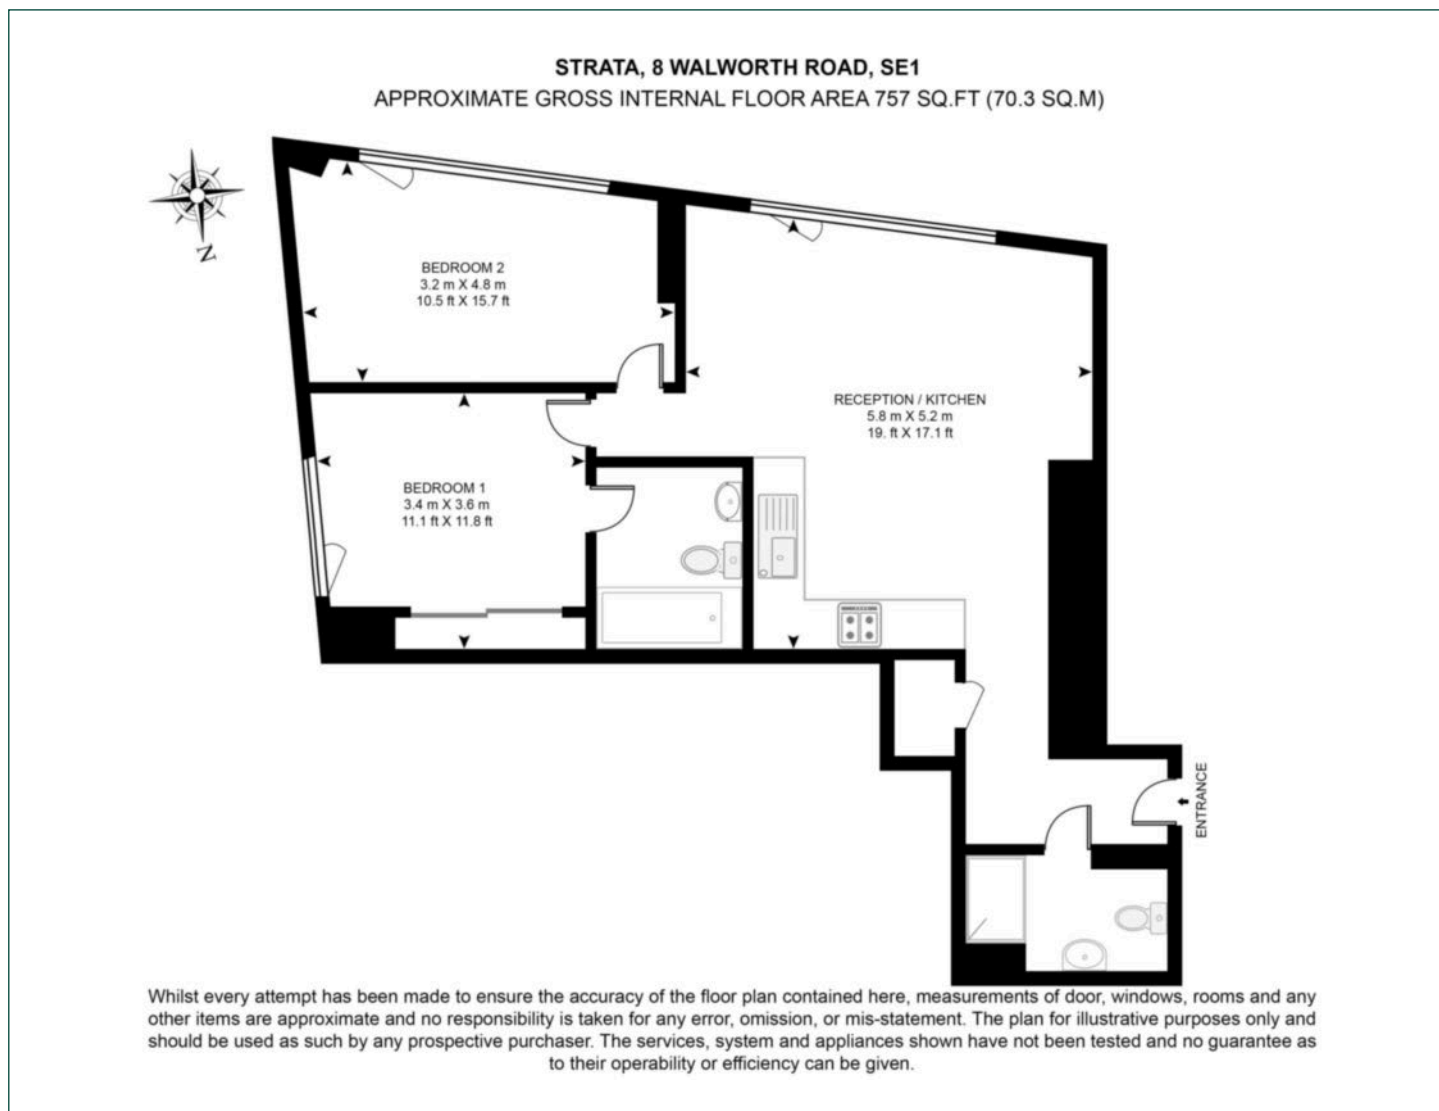 STRATA, 8 WALWORTH ROAD, SE1
APPROXIMATE GROSS INTERNAL FLOOR AREA 757 SQ.FT (70.3 SQ.M)
N
BEDROOM 2
3.2 m X 4.8 m
10.5 ft X 15.7 ft
RECEPTION / KITCHEN
5.8 m X 5.2 m
19. ft X 17.1 ft
BEDROOM 1
3.4 m X 3.6 m
11.1 ft X 11.8 ft
ENTRANCE
Whilst every attempt has been made to ensure the accuracy of the floor plan contained here, measurements of door, windows, rooms and any
other items are approximate and no responsibility is taken for any error, omission, or mis-statement. The plan for illustrative purposes only and
should be used as such by any prospective purchaser. The services, system and appliances shown have not been tested and no guarantee as
to their operability or efficiency can be given.